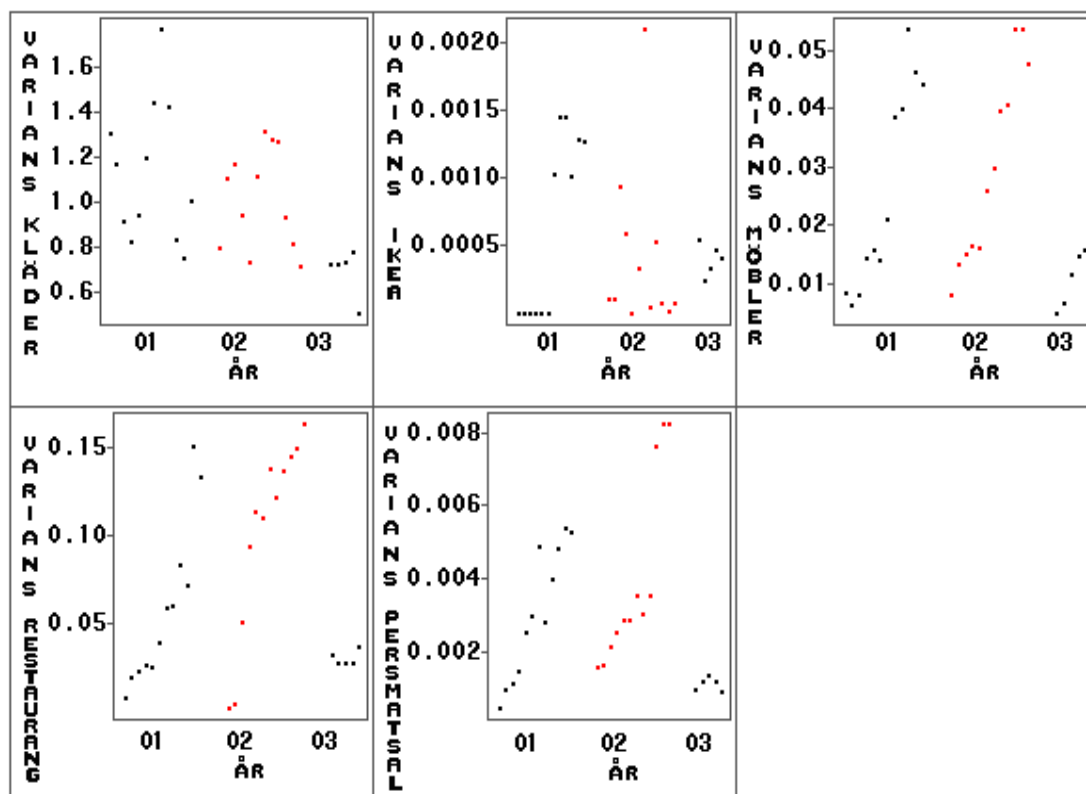 VARIANS KLÄDER
1.6
1.4
1.2
1.0
0.8
0.6
01 02 03
ÅR
VARIANS IKEA
0.0020
0.0015
0.0010
0.0005
01 02 03
ÅR
VARIANS MÖBLER
0.05
0.04
0.03
0.02
0.01
01 02 03
ÅR
VARIANS RESTAURANG
0.15
0.10
0.05
01 02 03
ÅR
VARIANS PERSMATSAL
0.008
0.006
0.004
0.002
01 02 03
ÅR